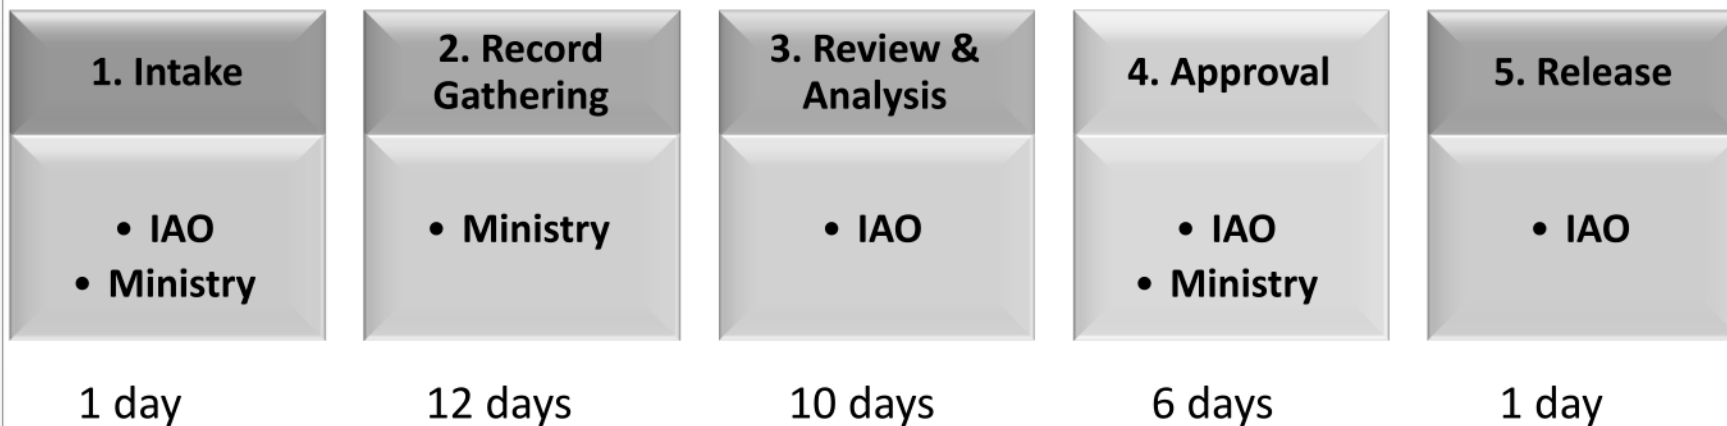 1. Intake
• IAO
• Ministry
1 day
2. Record
Gathering
• Ministry
12 days
3. Review &
Analysis
• IAO
10 days
4. Approval
• IAO
• Ministry
6 days
5. Release
• IAO
1 day